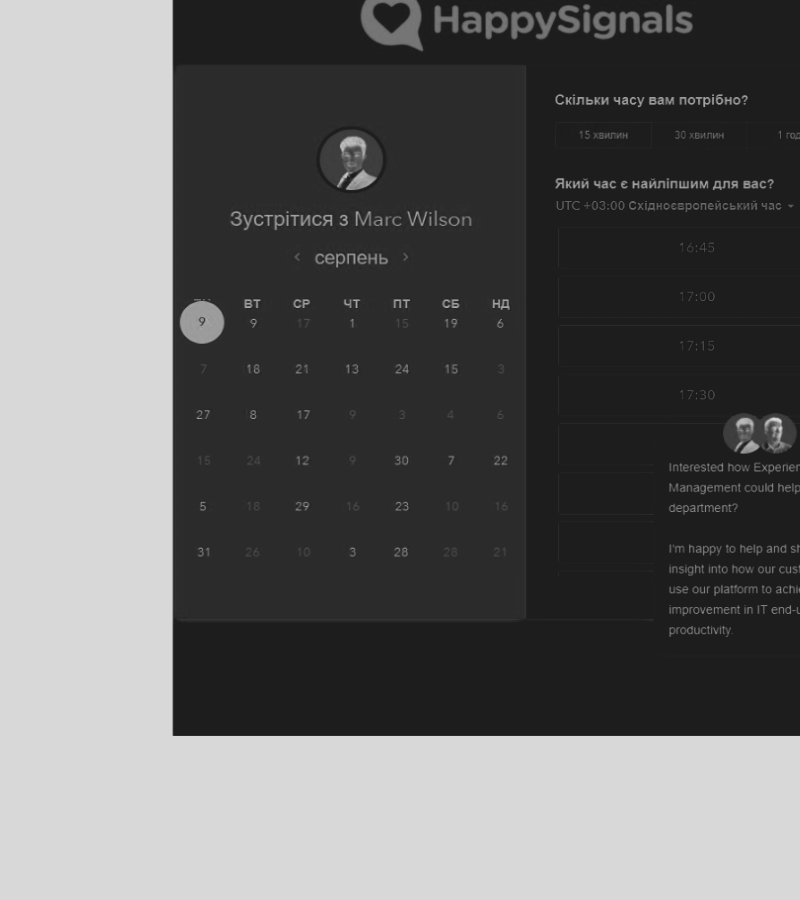 HappySignals
Зустрітися з Marc Wilson
серпень
ВТ СР ЧТ ПТ СБ НД
9 9 17 1 15 19 6
7 18 21 13 24 15 3
27 8 17 9 3 4 6
15 24 12 9 30 7 22
5 18 29 16 23 10 16
31 26 10 3 28 28 21
Скільки часу вам потрібно?
15 хвилин 30 хвилин 1 год
Який час є найліпшим для вас?
UTC +03:00 Східноєвропейський час
16:45
17:00
17:15
17:30
Interested how Experien
Management could help
department?
I'm happy to help and sh
insight into how our cust
use our platform to achie
improvement in IT end-u
productivity.